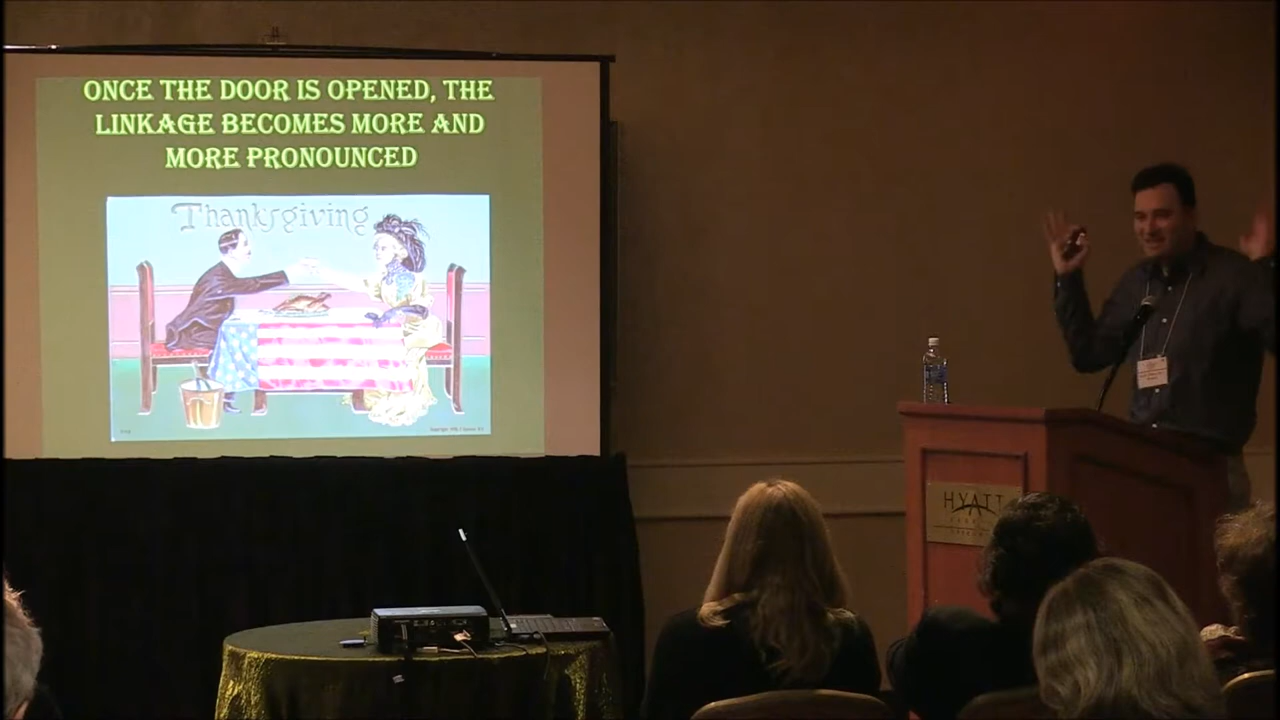 ONCE THE DOOR IS OPENED, THE
LINKAGE BECOMES MORE AND
MORE PRONOUNCED
Thanksgiving
HYATT